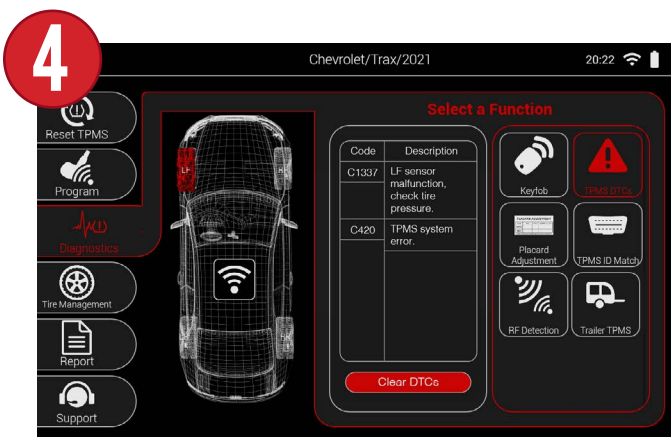 4
Chevrolet/Trax/2021
20:22
Reset TPMS
Program
Diagnostics
Tire Management
Report
Support
LF
Select a Function
Code Description
C1337 LF sensor
malfunction,
check tire
pressure.
C420 TPMS system
error.
Clear DTCs
Keyfob
TPMS DTCs
PLACARD ADJUSTMENT
Placard
Adjustment
TPMS ID Match
RF Detection
Trailer TPMS